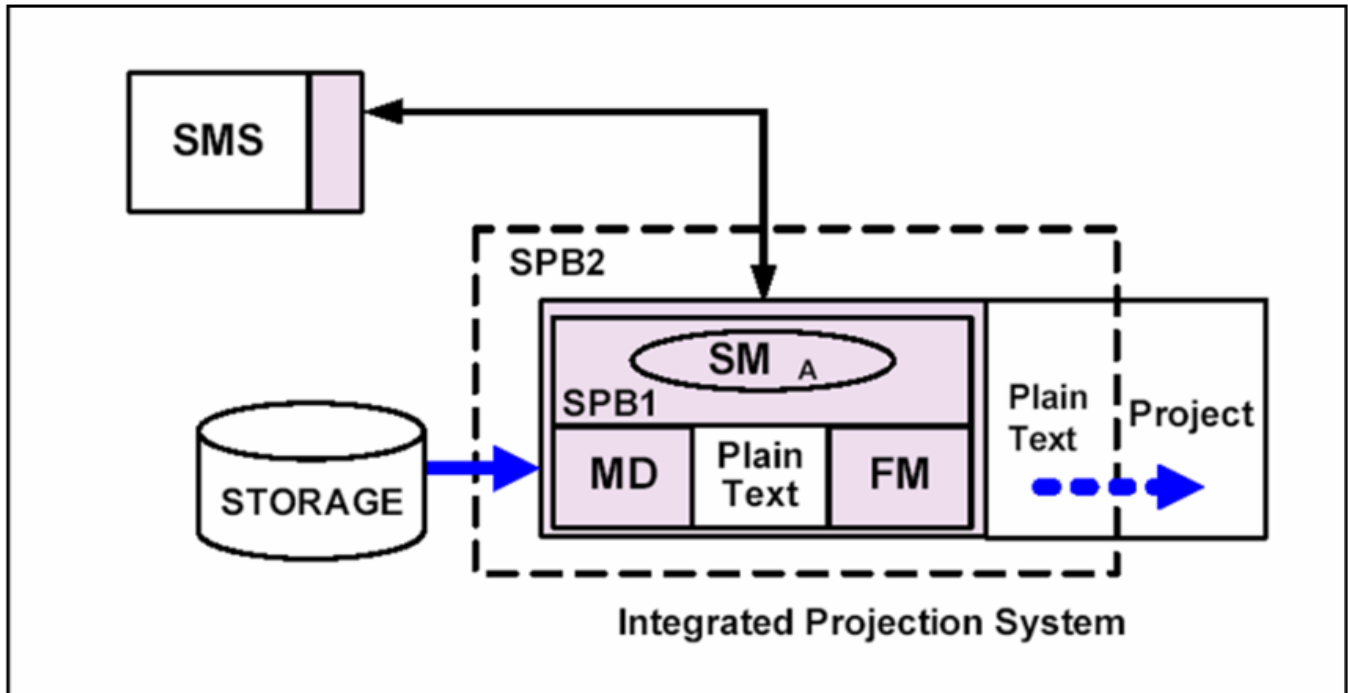 SMS
SPB2
SM A
SPB1
Plain
Text
Project
MD
Plain
Text
FM
STORAGE
Integrated Projection System